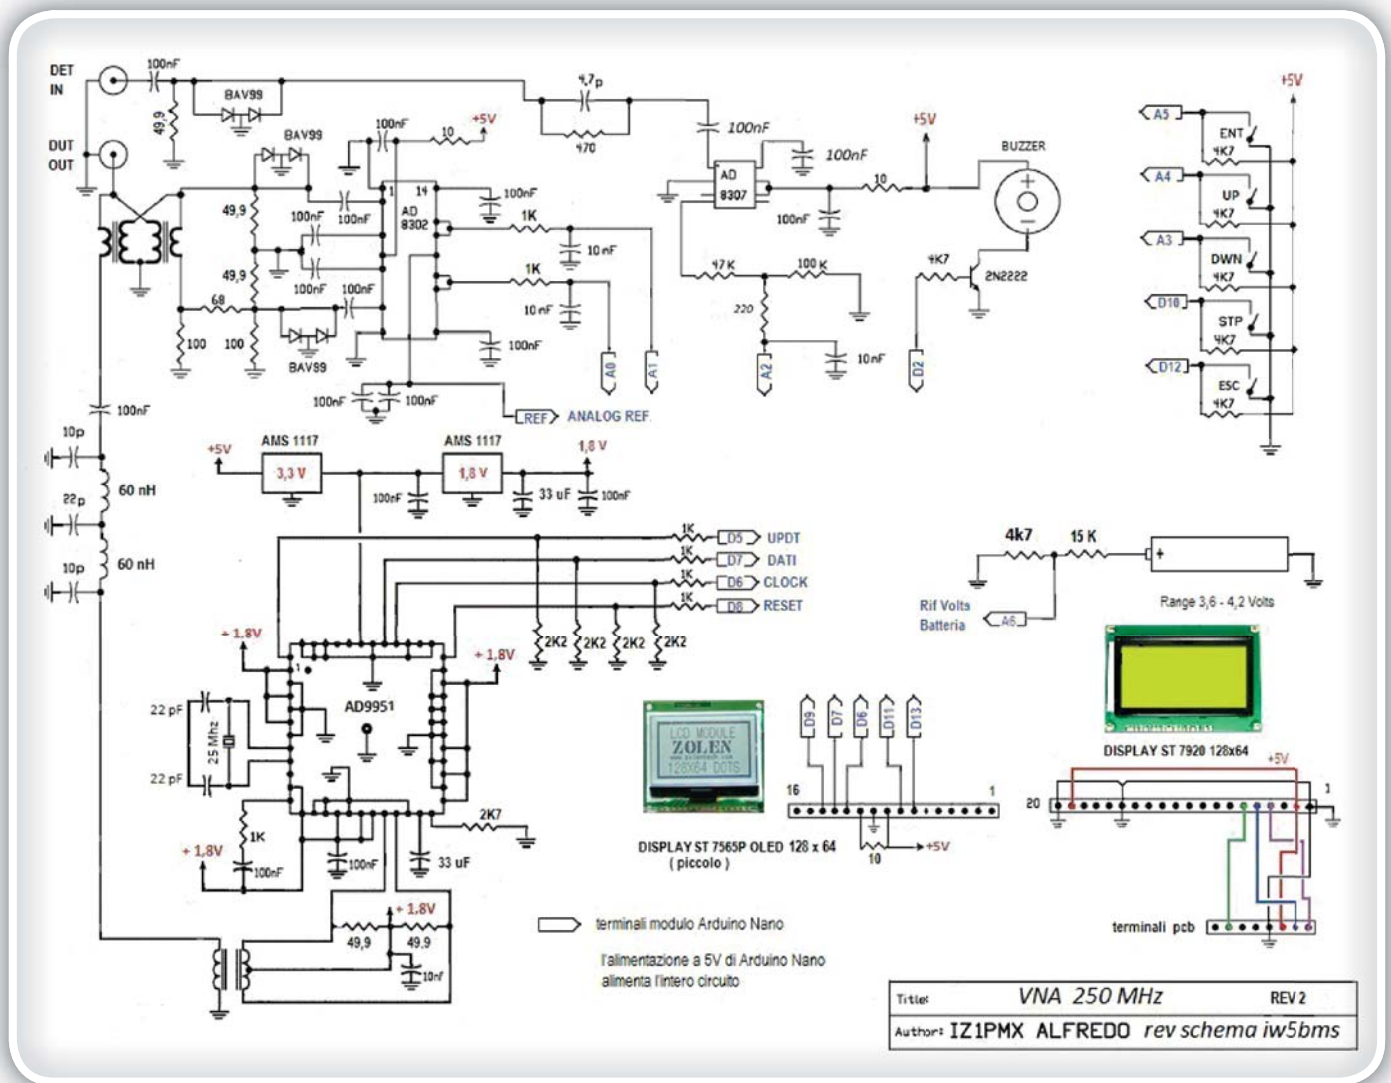 DET
IN
100nF
BAV99
49,9
DUT
OUT
BAV99
100nF
10
+5V
4,7p
470
100nF
100nF
AD
8307
+5V
10
100nF
BUZZER
+5V
A5
ENT
4K7
A4
UP
4K7
A3
DWN
4K7
D10
STP
4K7
D12
ESC
4K7
49,9
100nF
100nF
1
14
AD
8302
100nF
1K
10 nF
49,9
100nF
100nF
1K
10 nF
68
100
100
BAV99
100nF
A0
A1
47K
100 K
220
10 nF
A2
4K7
2N2222
D2
100nF
100nF
REF
ANALOG REF.
100nF
10p
60 nH
22p
60 nH
10p
+5V
AMS 1117
3,3 V
100nF
AMS 1117
1,8 V
33 uF
1,8 V
100nF
1K
D5
UPDT
1K
D7
DATI
1K
D6
CLOCK
1K
D8
RESET
2K2
2K2
2K2
2K2
4k7
15 K
+
Rif Volts
Batteria
A6
Range 3,6 - 4,2 Volts
+ 1,8V
+ 1,8V
1
AD9951
22 pF
25 Mhz
22 pF
1K
+ 1,8V
100nF
100nF
33 uF
2K7
+ 1,8V
49,9
49,9
10nF
LCD MODULE
ZOLEN
128X64 DOTS
DISPLAY ST 7565P OLED 128 x 64
( piccolo )
D9
D7
D6
D11
D13
16
1
10
+5V
DISPLAY ST 7920 128x64
+5V
20
1
terminali pcb
terminali modulo Arduino Nano
l'alimentazione a 5V di Arduino Nano
alimenta l'intero circuito
Title: VNA 250 MHz REV 2
Author: IZ1PMX ALFREDO rev schema iw5bms